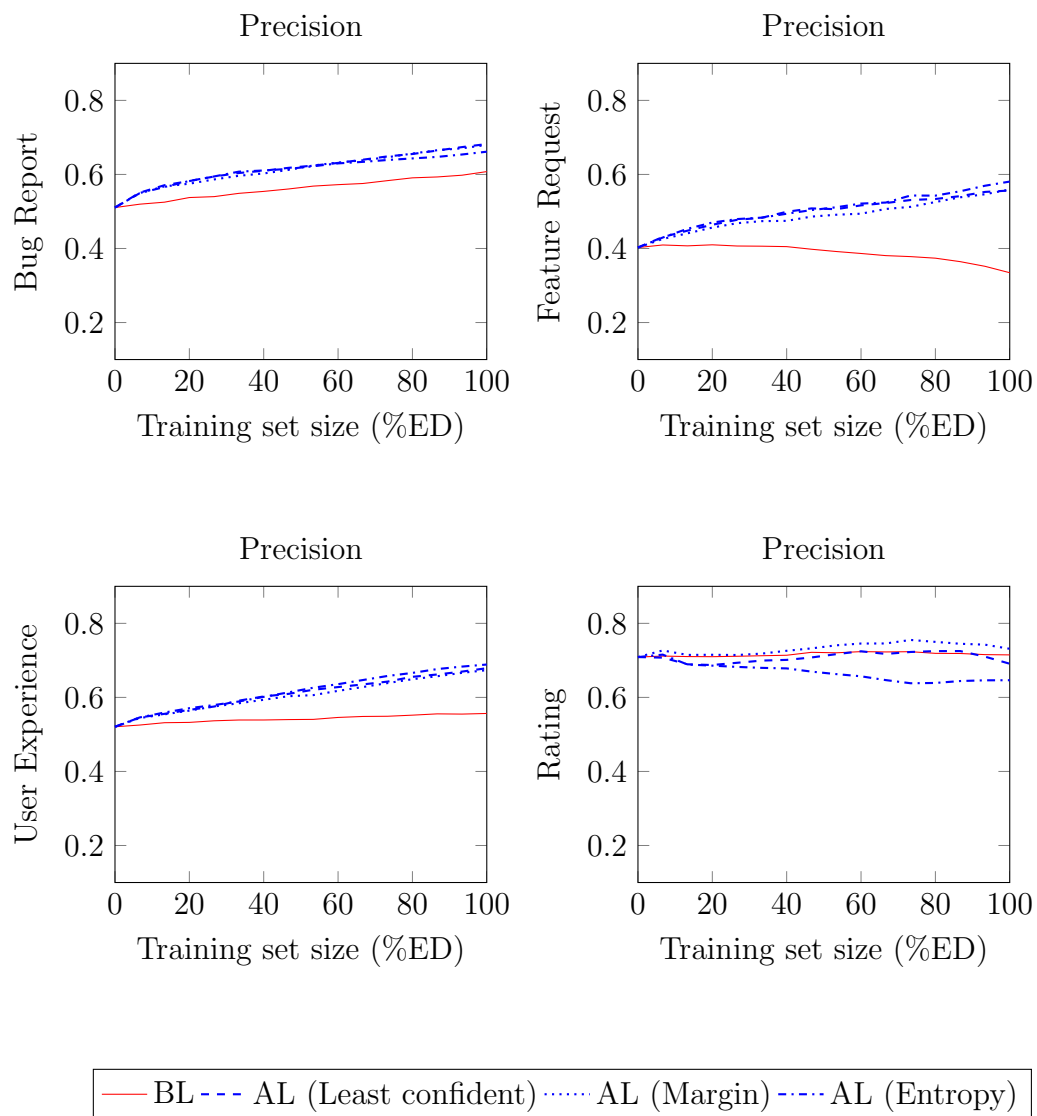 Precision
Precision
0.8
0.6
0.4
0.2
Bug Report
0 20 40 60 80 100
Training set size (%ED)
0.8
0.6
0.4
0.2
Feature Request
0 20 40 60 80 100
Training set size (%ED)
Precision
Precision
0.8
0.6
0.4
0.2
User Experience
0 20 40 60 80 100
Training set size (%ED)
0.8
0.6
0.4
0.2
Rating
0 20 40 60 80 100
Training set size (%ED)
BL AL (Least confident) AL (Margin) AL (Entropy)